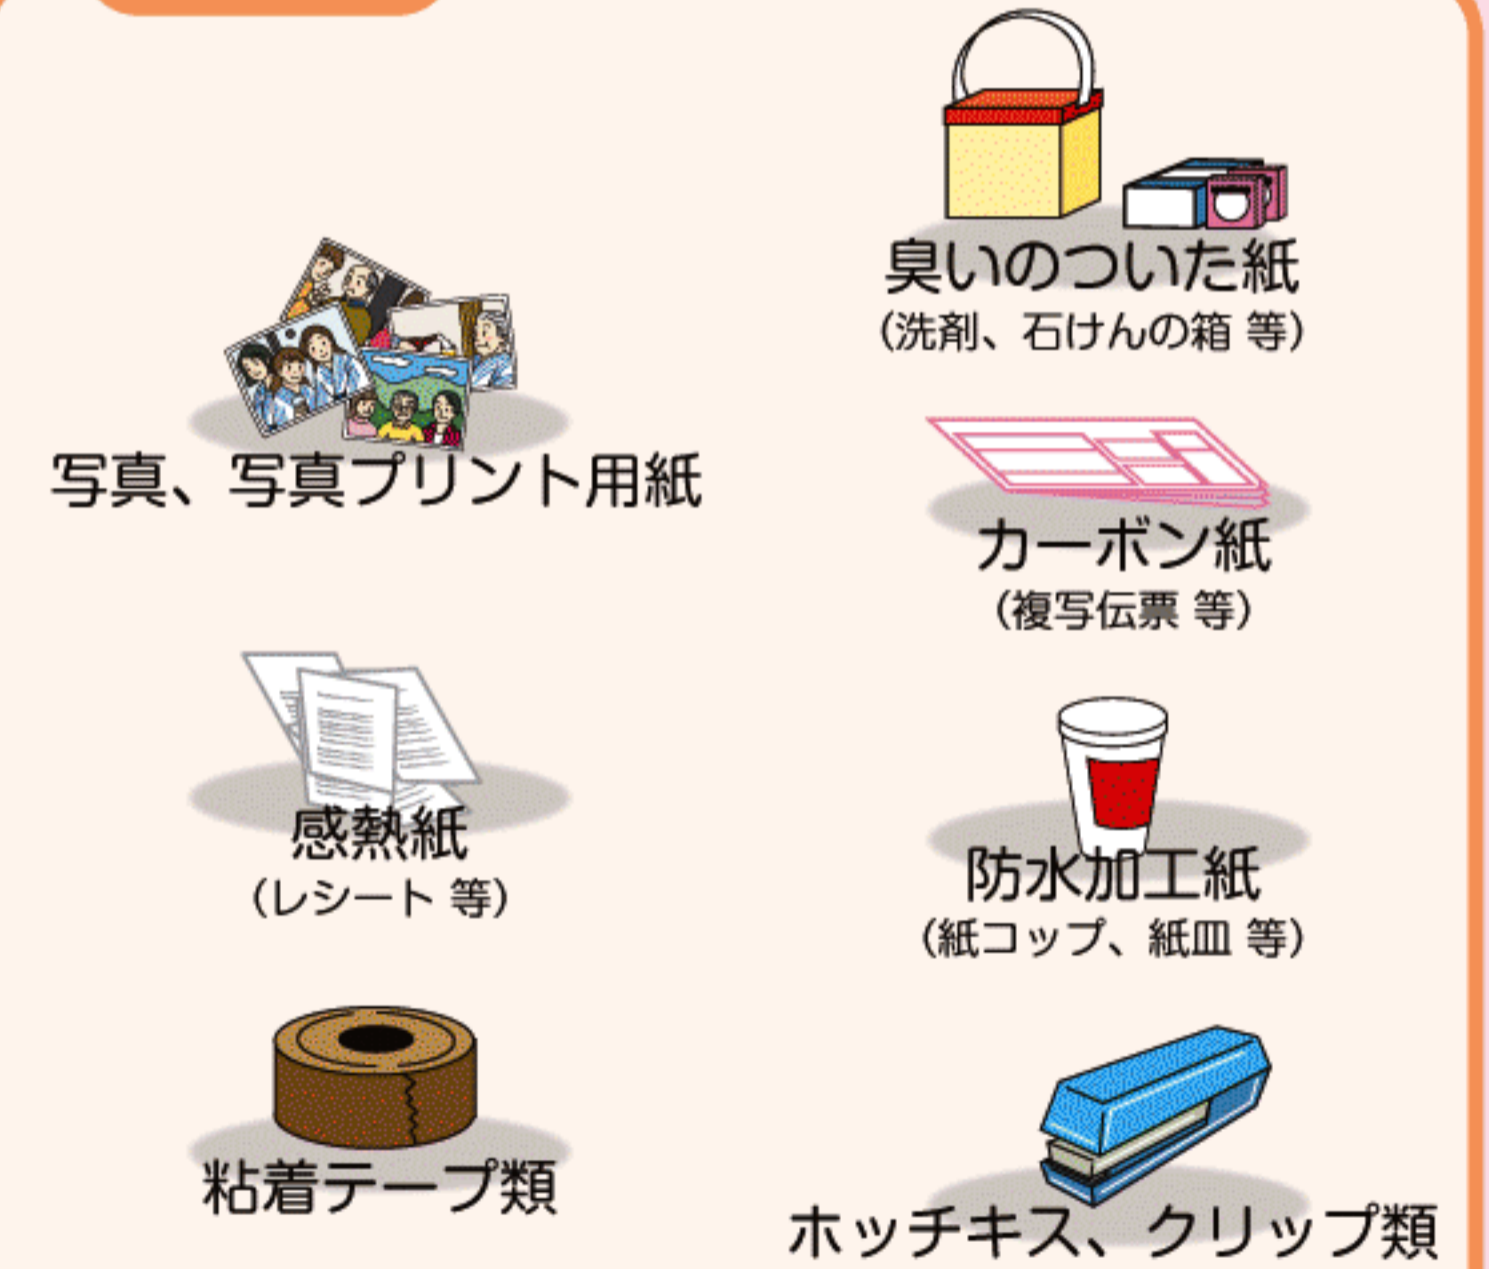 臭いのついた紙
（洗剤、石けんの箱 等）
写真、写真プリント用紙
カーボン紙
（複写伝票 等）
感熱紙
（レシート 等）
防水加工紙
（紙コップ、紙皿 等）
粘着テープ類
ホッチキス、クリップ類